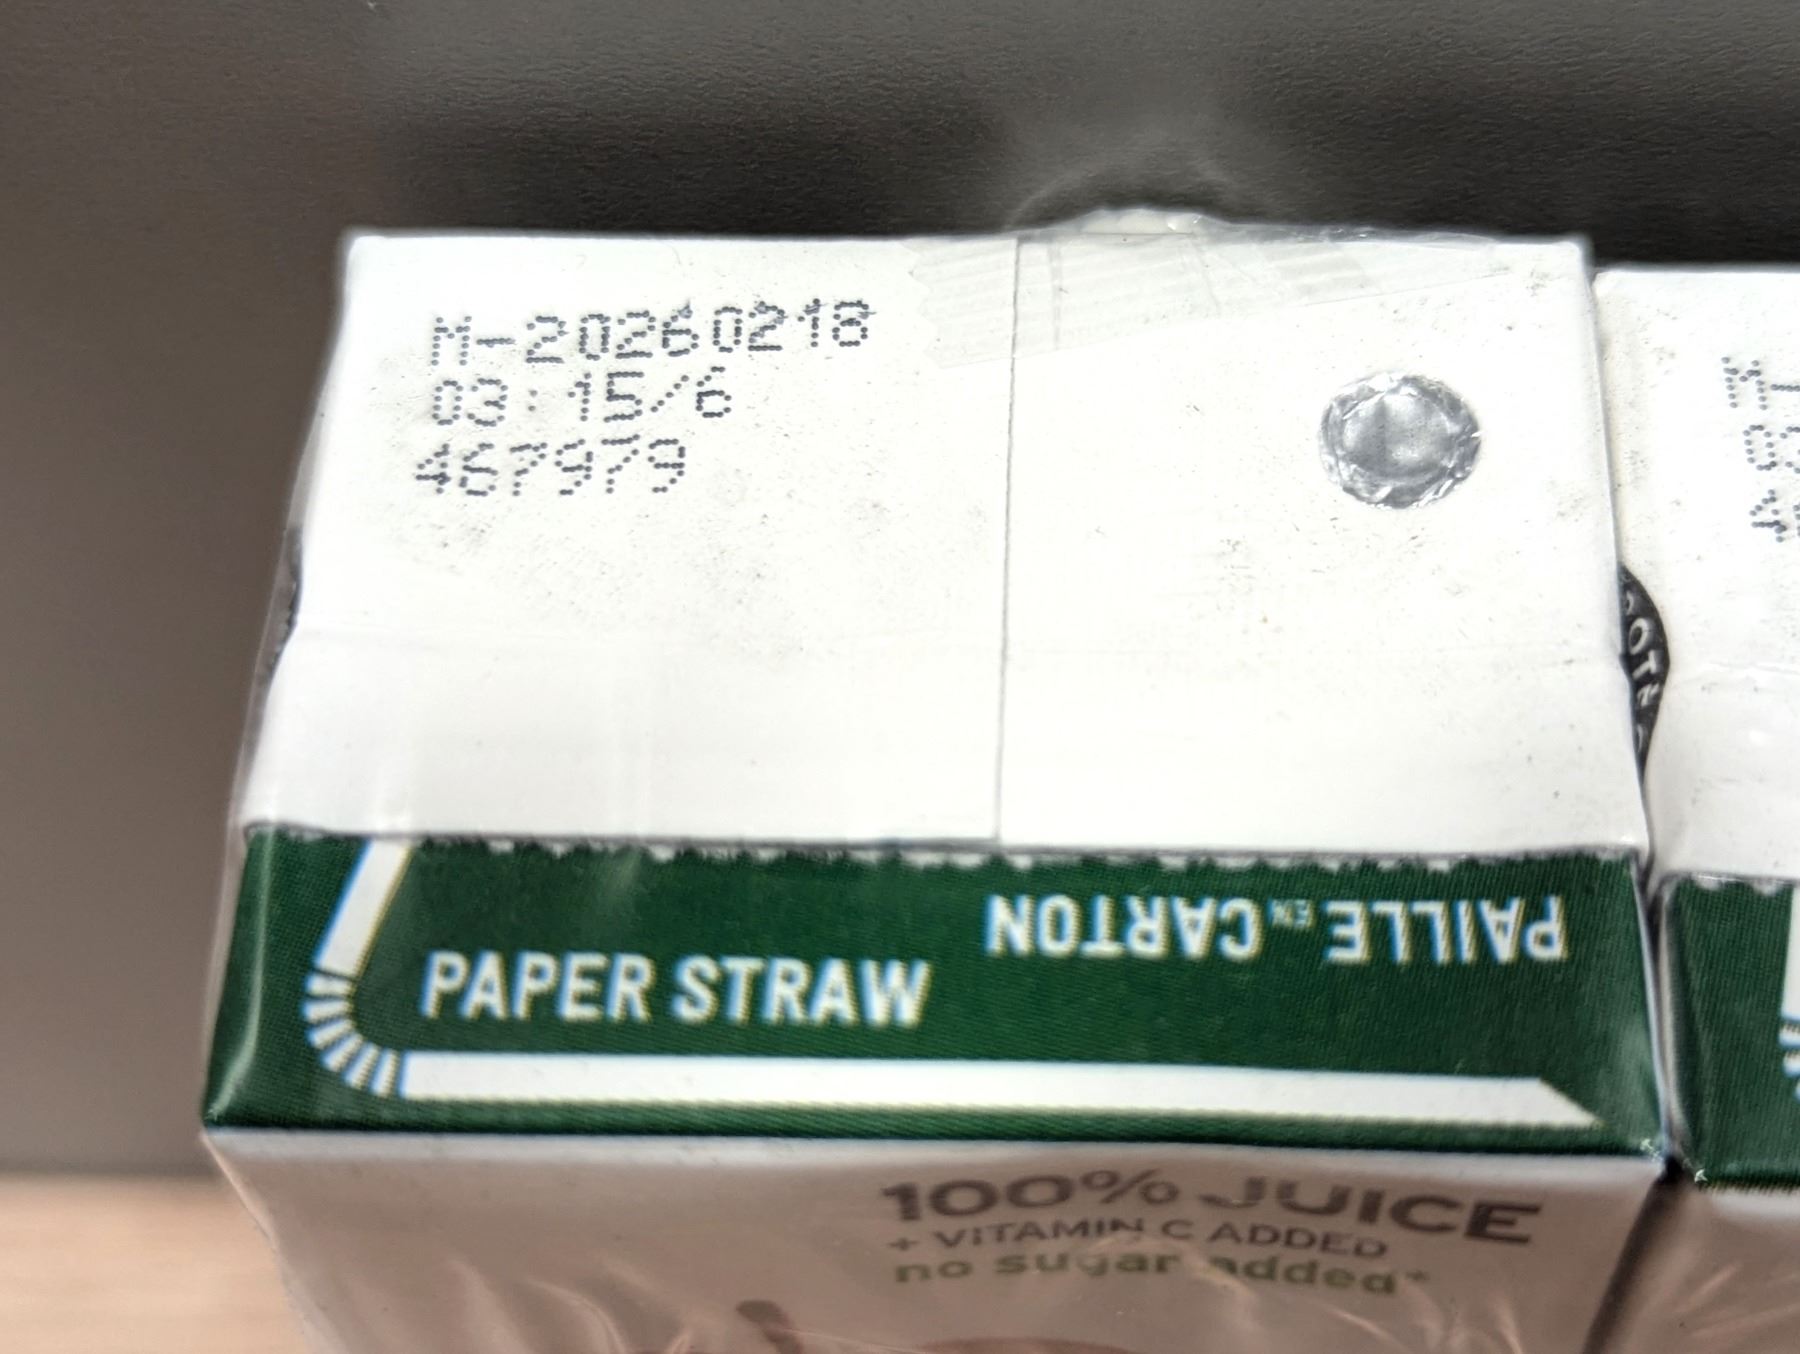 M-20260218
03:15/6
467979
PAPER STRAW
PAILLE EN CARTON
100% JUICE
+ VITAMIN C ADDED
no sugar added*